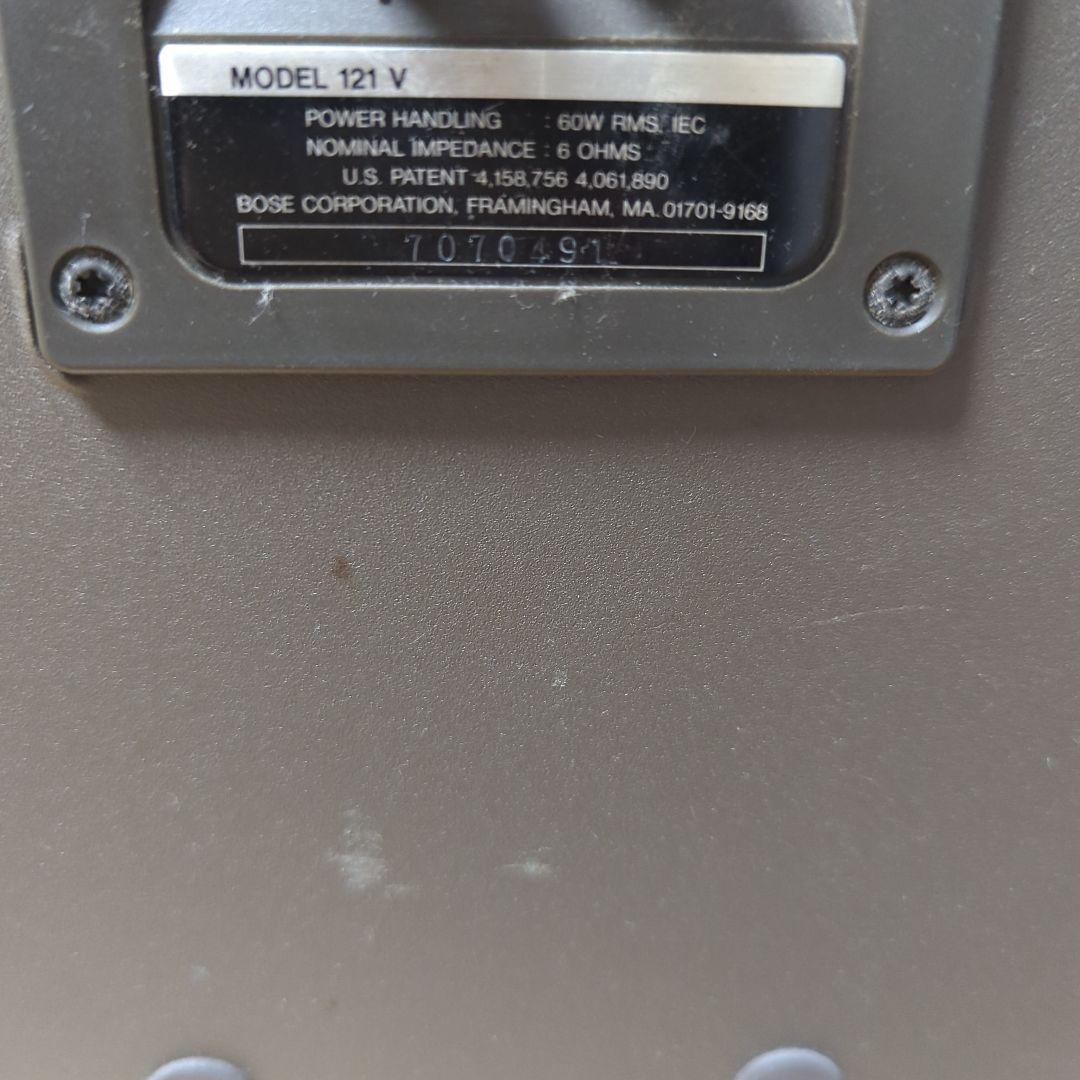 MODEL 121 V
POWER HANDLING : 60W RMS. IEC
NOMINAL IMPEDANCE : 6 OHMS
U.S. PATENT 4,158,756 4,061,890
BOSE CORPORATION, FRAMINGHAM, MA. 01701-9168
7070491